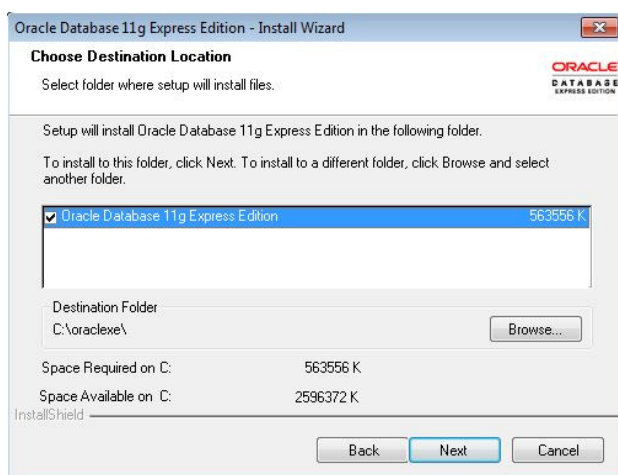 Oracle Database 11g Express Edition - Install Wizard
Choose Destination Location
Select folder where setup will install files.
ORACLE
DATABASE
EXPRESS EDITION
Setup will install Oracle Database 11g Express Edition in the following folder.
To install to this folder, click Next. To install to a different folder, click Browse and select
another folder.
Oracle Database 11g Express Edition 563556 K
Destination Folder
C:\oraclexe\
Browse...
Space Required on C: 563556 K
Space Available on C: 2596372 K
InstallShield
Back Next Cancel